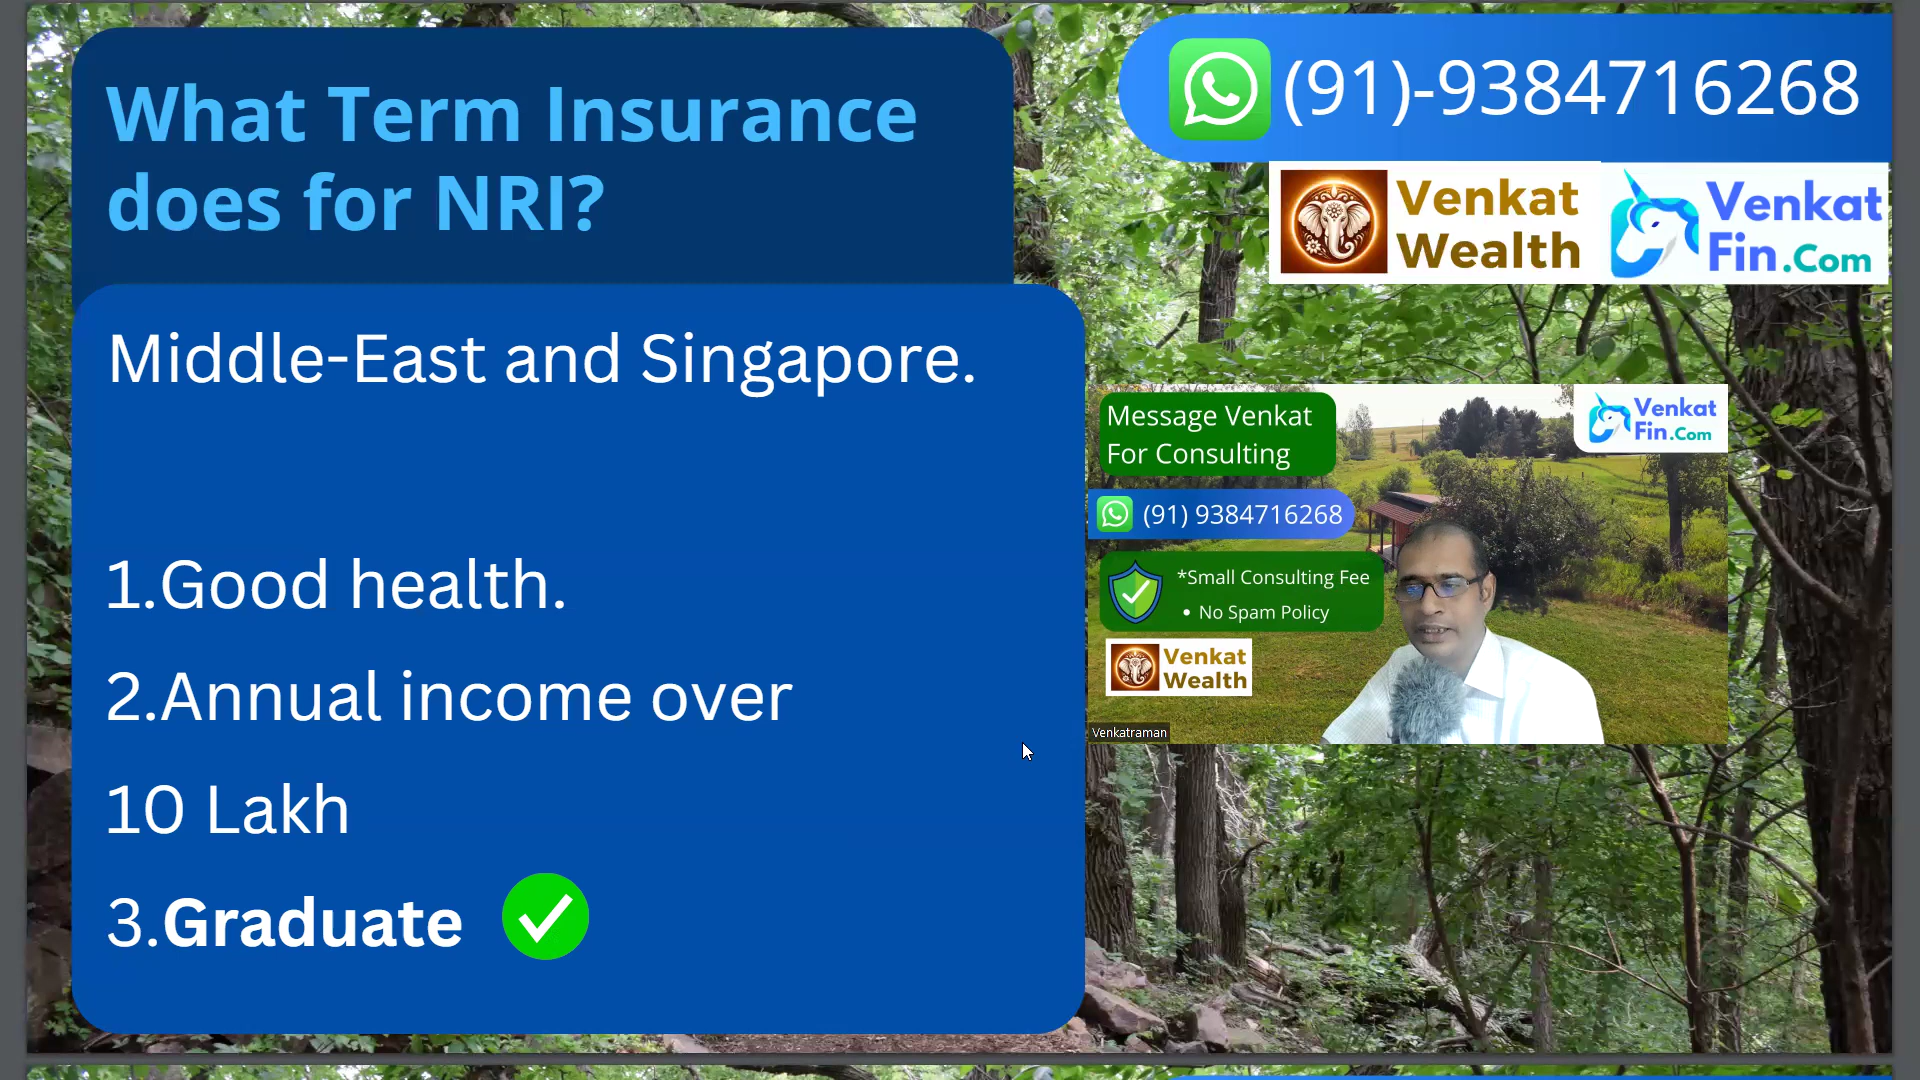 What Term Insurance
does for NRI?
Middle-East and Singapore.
1.Good health.
2.Annual income over
10 Lakh
3.Graduate
(91)-9384716268
Venkat
Wealth
Venkat
Fin.Com
Message Venkat
For Consulting
Venkat
Fin.Com
(91) 9384716268
*Small Consulting Fee
• No Spam Policy
Venkat
Wealth
Venkatraman